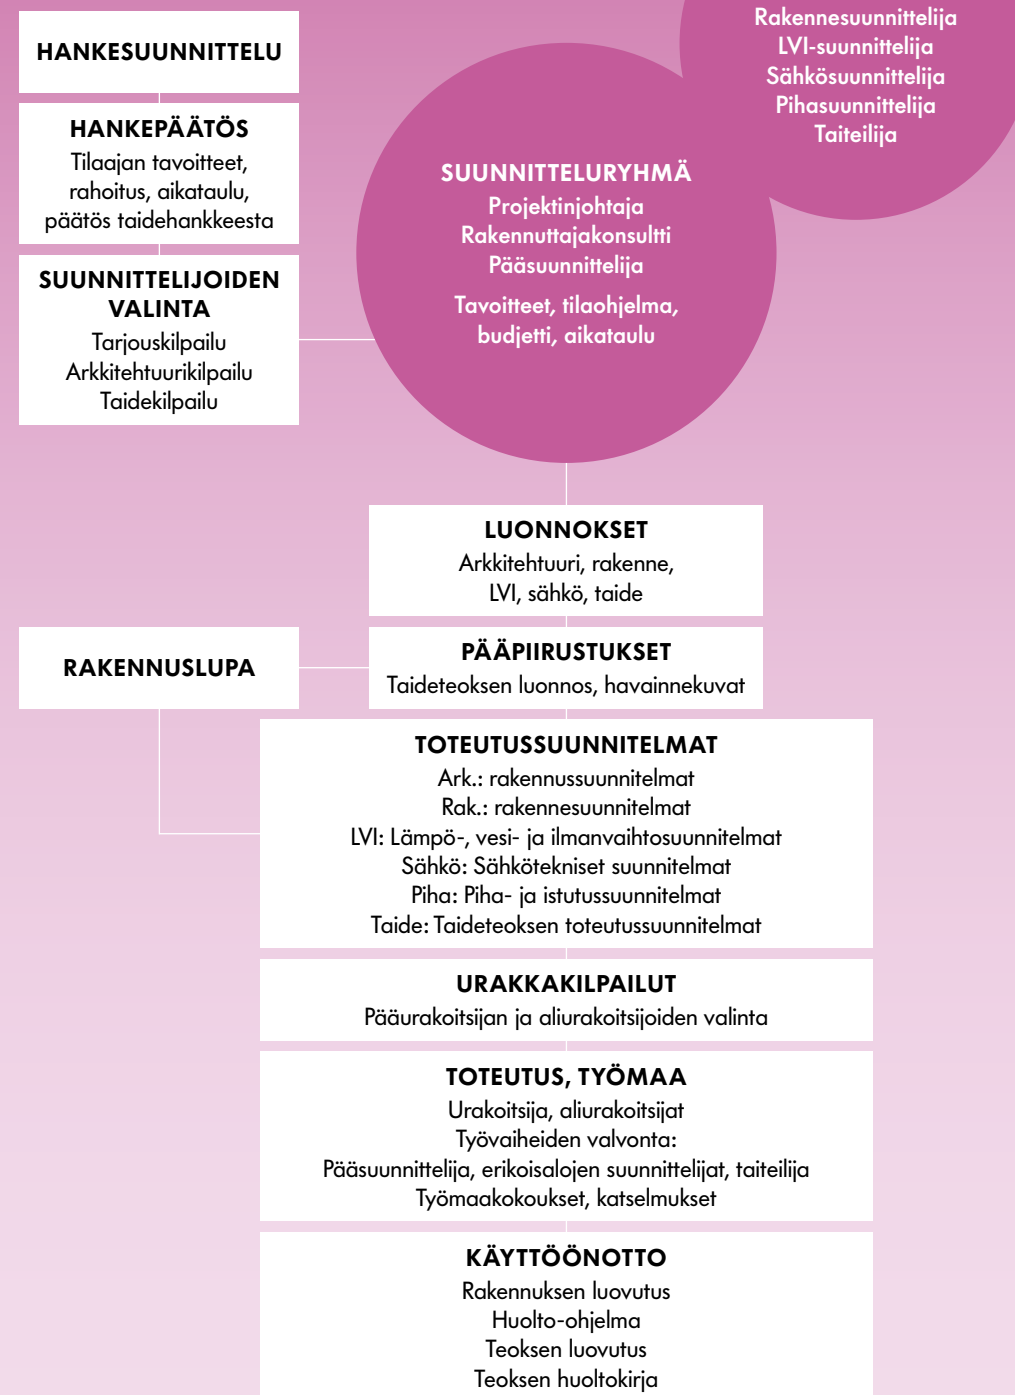 HANKESUUNNITTELU
HANKEPÄÄTÖS
Tilaajan tavoitteet,
rahoitus, aikataulu,
päätös taidehankkeesta
SUUNNITTELIJOIDEN
VALINTA
Tarjouskilpailu
Arkkitehtuurikilpailu
Taidekilpailu
Rakennesuunnittelija
LVI-suunnittelija
Sähkösuunnittelija
Pihasuunnittelija
Taiteilija
SUUNNITTELURYHMÄ
Projektinjohtaja
Rakennuttajakonsultti
Pääsuunnittelija
Tavoitteet, tilaohjelma,
budjetti, aikataulu
LUONNOKSET
Arkkitehtuuri, rakenne,
LVI, sähkö, taide
RAKENNUSLUPA
PÄÄPIIRUSTUKSET
Taideteoksen luonnos, havainnekuvat
TOTEUTUSSUUNNITELMAT
Ark.: rakennussuunnitelmat
Rak.: rakennesuunnitelmat
LVI: Lämpö-, vesi- ja ilmanvaihtosuunnitelmat
Sähkö: Sähkötekniset suunnitelmat
Piha: Piha- ja istutussuunnitelmat
Taide: Taideteoksen toteutussuunnitelmat
URAKKAKILPAILUT
Pääurakoitsijan ja aliurakoitsijoiden valinta
TOTEUTUS, TYÖMAA
Urakoitsija, aliurakoitsijat
Työvaiheiden valvonta:
Pääsuunnittelija, erikoisalojen suunnittelijat, taiteilija
Työmaakokoukset, katselmukset
KÄYTTÖÖNOTTO
Rakennuksen luovutus
Huolto-ohjelma
Teoksen luovutus
Teoksen huoltokirja